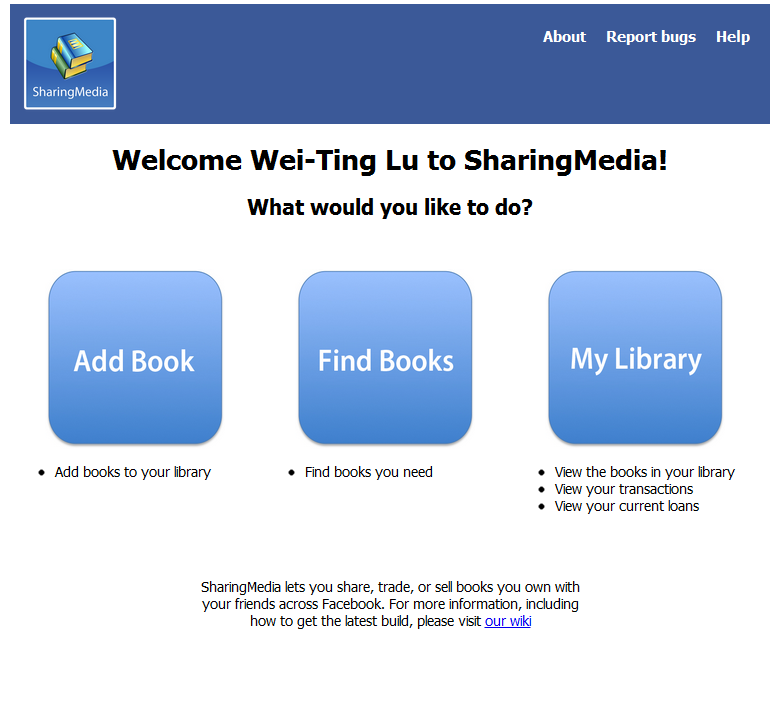 SharingMedia
About Report bugs Help
Welcome Wei-Ting Lu to SharingMedia!
What would you like to do?
Add Book
Find Books
My Library
Add books to your library
Find books you need
View the books in your library
View your transactions
View your current loans
SharingMedia lets you share, trade, or sell books you own with
your friends across Facebook. For more information, including
how to get the latest build, please visit our wiki